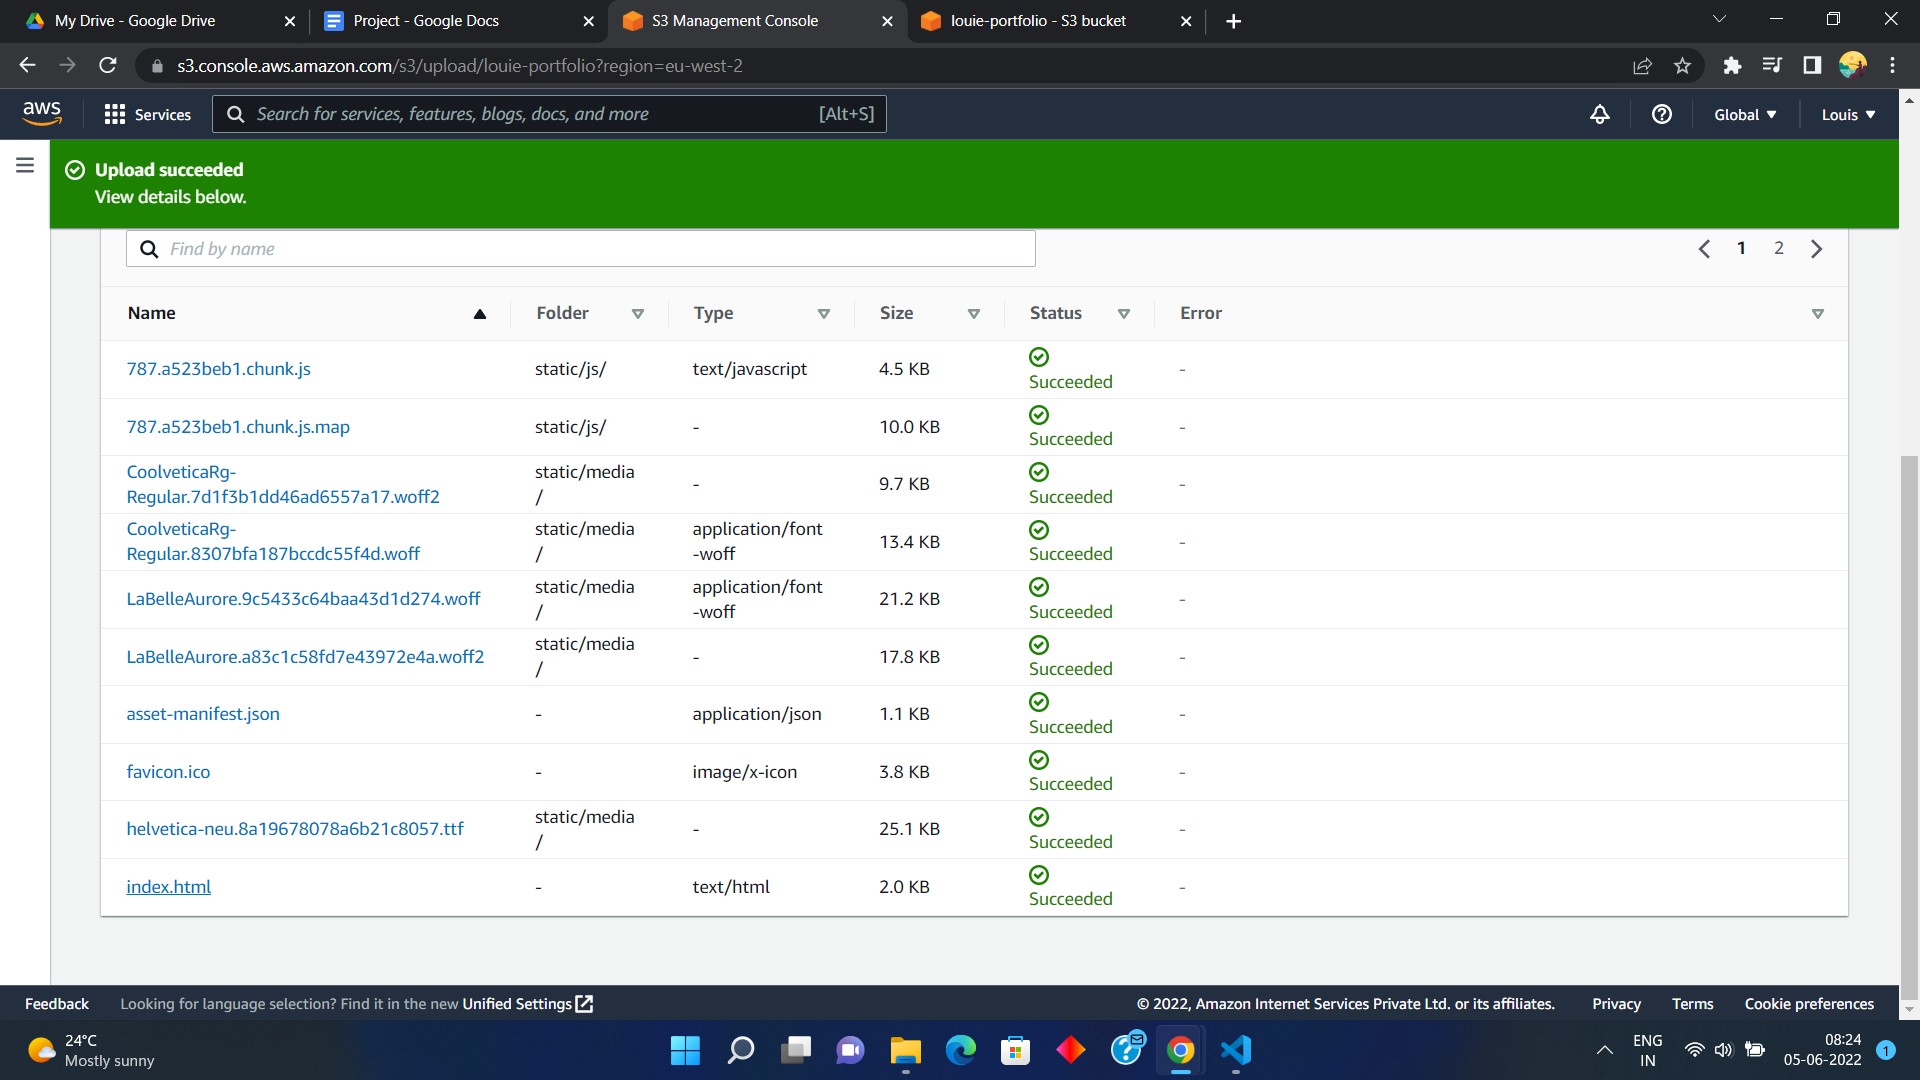 My Drive - Google Drive
Project - Google Docs
S3 Management Console
louie-portfolio - S3 bucket
s3.console.aws.amazon.com/s3/upload/louie-portfolio?region=eu-west-2
aws
Services
Search for services, features, blogs, docs, and more
[Alt+S]
Global
Louis
Upload succeeded
View details below.
Find by name
1
2
Name
Folder
Type
Size
Status
Error
787.a523beb1.chunk.js
static/js/
text/javascript
4.5 KB
Succeeded
-
787.a523beb1.chunk.js.map
static/js/
-
10.0 KB
Succeeded
-
CoolveticaRg-
Regular.7d1f3b1dd46ad6557a17.woff2
static/media
/
-
9.7 KB
Succeeded
-
CoolveticaRg-
Regular.8307bfa187bccdc55f4d.woff
static/media
/
application/font
-woff
13.4 KB
Succeeded
-
LaBelleAurore.9c5433c64baa43d1d274.woff
static/media
/
application/font
-woff
21.2 KB
Succeeded
-
LaBelleAurore.a83c1c58fd7e43972e4a.woff2
static/media
/
-
17.8 KB
Succeeded
-
asset-manifest.json
-
application/json
1.1 KB
Succeeded
-
favicon.ico
-
image/x-icon
3.8 KB
Succeeded
-
helvetica-neu.8a19678078a6b21c8057.ttf
static/media
/
-
25.1 KB
Succeeded
-
index.html
-
text/html
2.0 KB
Succeeded
-
Feedback
Looking for language selection? Find it in the new Unified Settings
© 2022, Amazon Internet Services Private Ltd. or its affiliates.
Privacy
Terms
Cookie preferences
24°C
Mostly sunny
ENG
IN
08:24
05-06-2022
1